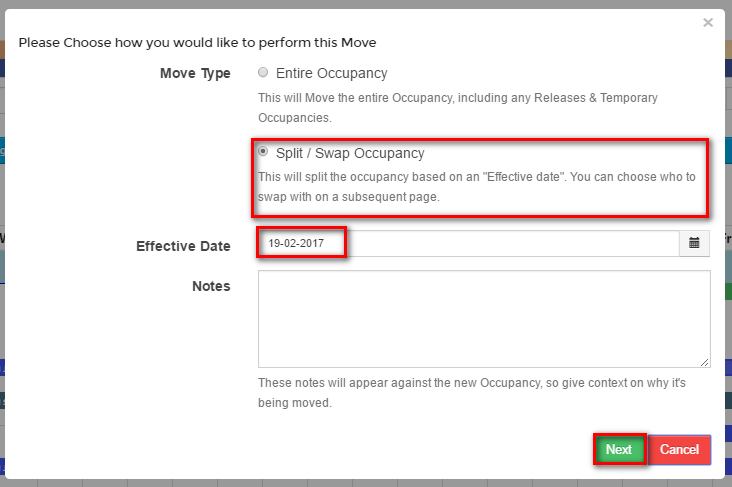 ×
Please Choose how you would like to perform this Move
Move Type
Entire Occupancy
This will Move the entire Occupancy, including any Releases & Temporary
Occupancies.
Split / Swap Occupancy
This will split the occupancy based on an "Effective date". You can choose who to
swap with on a subsequent page.
Effective Date
19-02-2017
Notes
These notes will appear against the new Occupancy, so give context on why it's
being moved.
Next Cancel